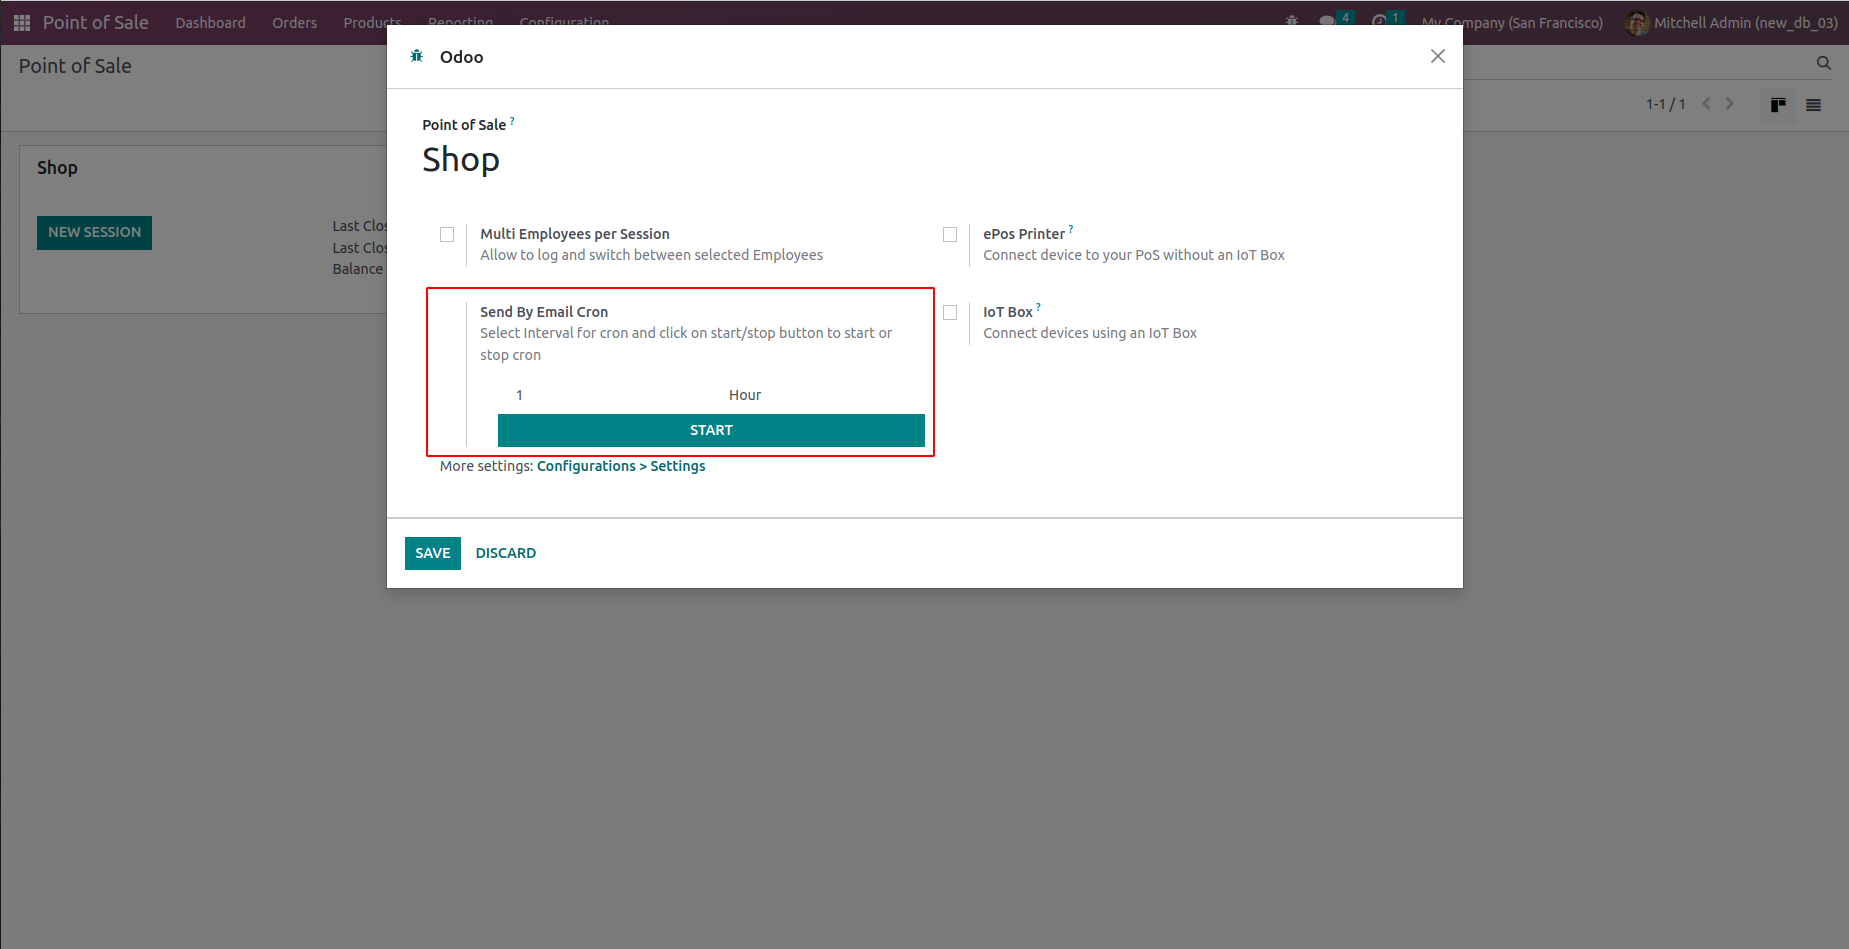 Point of Sale Dashboard Orders Products Reporting Configuration 4 1 My Company (San Francisco) Mitchell Admin (new_db_03)
Point of Sale
1-1 / 1
Shop
NEW SESSION
Last Clos
Last Clos
Balance
Odoo
Point of Sale ?
Shop
Multi Employees per Session
Allow to log and switch between selected Employees
ePos Printer ?
Connect device to your PoS without an IoT Box
Send By Email Cron
Select Interval for cron and click on start/stop button to start or
stop cron
1 Hour
START
IoT Box ?
Connect devices using an IoT Box
More settings: Configurations > Settings
SAVE DISCARD